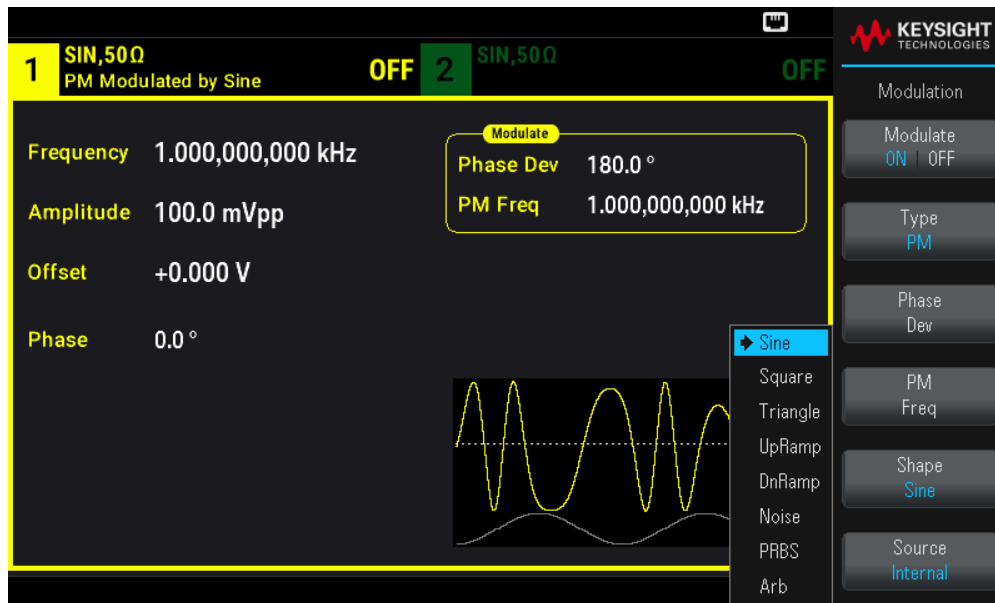 KEYSIGHT
TECHNOLOGIES
1
SIN,50Ω
PM Modulated by Sine
OFF
2
SIN,50Ω
OFF
Modulation
Frequency 1.000,000,000 kHz
Amplitude 100.0 mVpp
Offset +0.000 V
Phase 0.0 °
Modulate
Phase Dev 180.0 °
PM Freq 1.000,000,000 kHz
Sine
Square
Triangle
UpRamp
DnRamp
Noise
PRBS
Arb
Modulate
ON | OFF
Type
PM
Phase
Dev
PM
Freq
Shape
Sine
Source
Internal